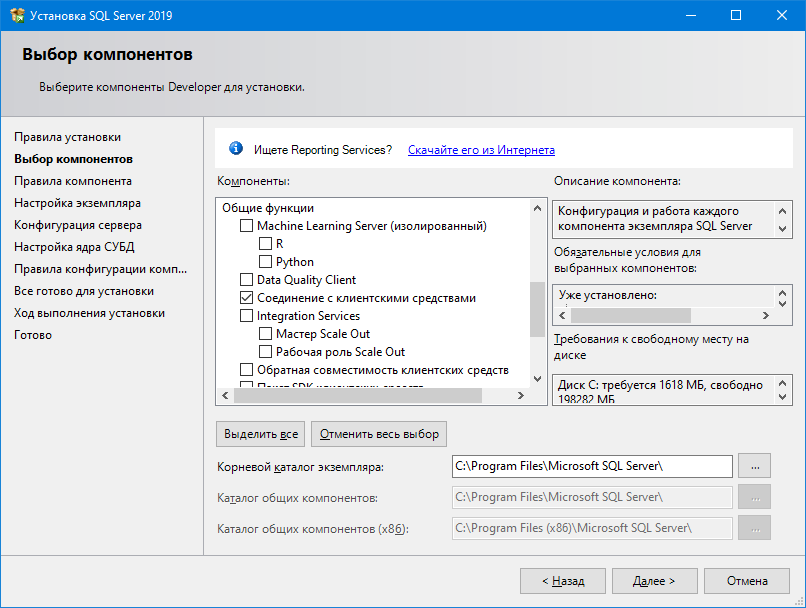 Установка SQL Server 2019
Выбор компонентов
Выберите компоненты Developer для установки.
Правила установки
Выбор компонентов
Правила компонента
Настройка экземпляра
Конфигурация сервера
Настройка ядра СУБД
Правила конфигурации комп...
Все готово для установки
Ход выполнения установки
Готово
Ищете Reporting Services? Скачайте его из Интернета
Компоненты:
Общие функции
Machine Learning Server (изолированный)
R
Python
Data Quality Client
Соединение с клиентскими средствами
Integration Services
Мастер Scale Out
Рабочая роль Scale Out
Обратная совместимость клиентских средств
Пакет SDK клиентских средств
Описание компонента:
Конфигурация и работа каждого
компонента экземпляра SQL Server
Обязательные условия для
выбранных компонентов:
Уже установлено:
Требования к свободному месту на
диске
Диск C: требуется 1618 МБ, свободно
198282 МБ
Выделить все
Отменить весь выбор
Корневой каталог экземпляра:
C:\Program Files\Microsoft SQL Server\
...
Каталог общих компонентов:
C:\Program Files\Microsoft SQL Server\
...
Каталог общих компонентов (x86):
C:\Program Files (x86)\Microsoft SQL Server\
...
< Назад
Далее >
Отмена